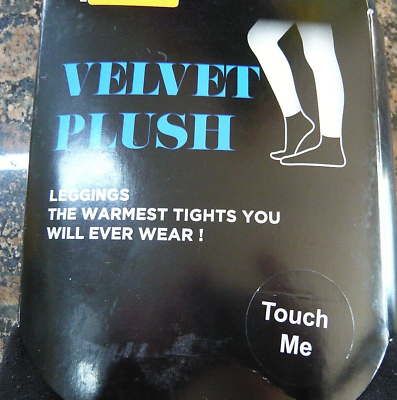 VELVET
PLUSH
LEGGINGS
THE WARMEST TIGHTS YOU
WILL EVER WEAR !
Touch
Me